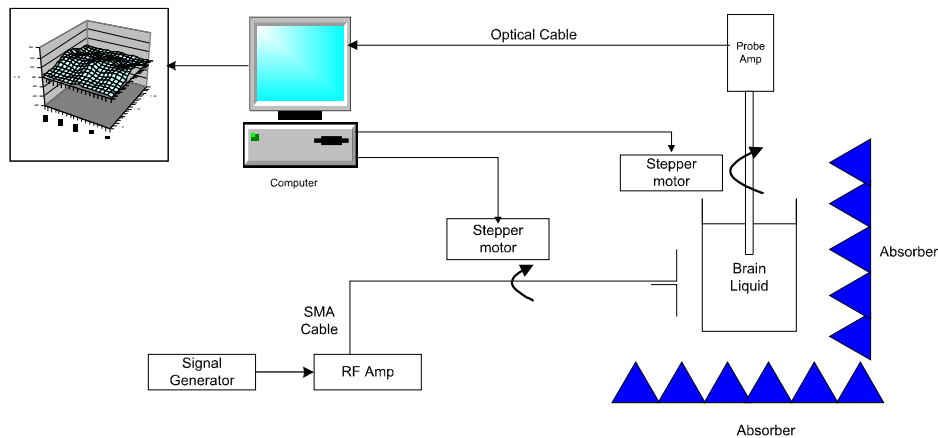 Optical Cable
Probe
Amp
Computer
Stepper
motor
Stepper
motor
Absorber
Brain
Liquid
SMA
Cable
Signal
Generator
RF Amp
Absorber